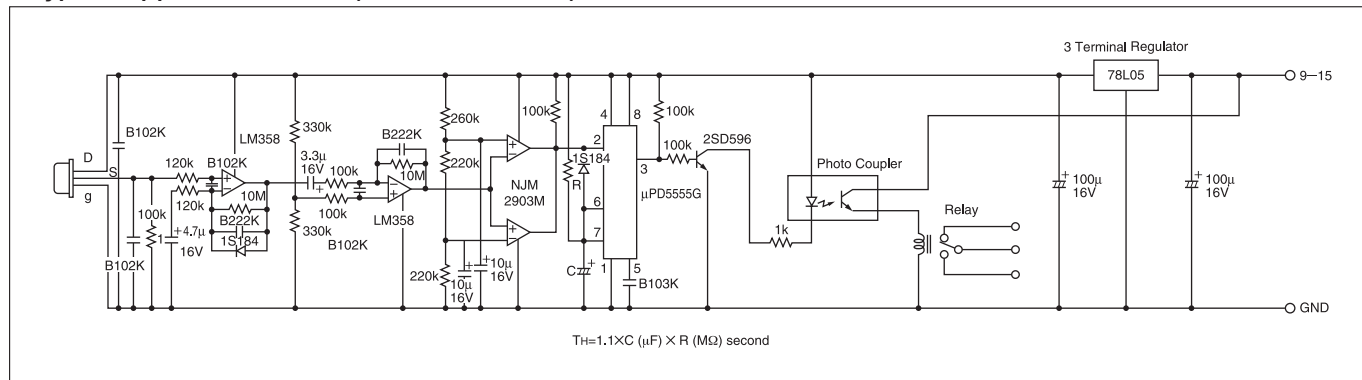 3 Terminal Regulator
78L05
9–15
B102K
LM358
330k
260k
100k
4
8
100k
2SD596
D
S
g
120k
B102K
3.3µ
16V
100k
B222K
10M
220k
2
1S184
R
100k
3
µPD5555G
Photo Coupler
100µ
16V
100µ
16V
120k
10M
NJM
2903M
100k
1
+4.7µ
16V
B222K
1S184
330k
100k
LM358
6
7
Relay
1k
B102K
B102K
220k
10µ
16V
10µ
16V
C
1
5
B103K
GND
TH=1.1×C (µF) × R (MΩ) second